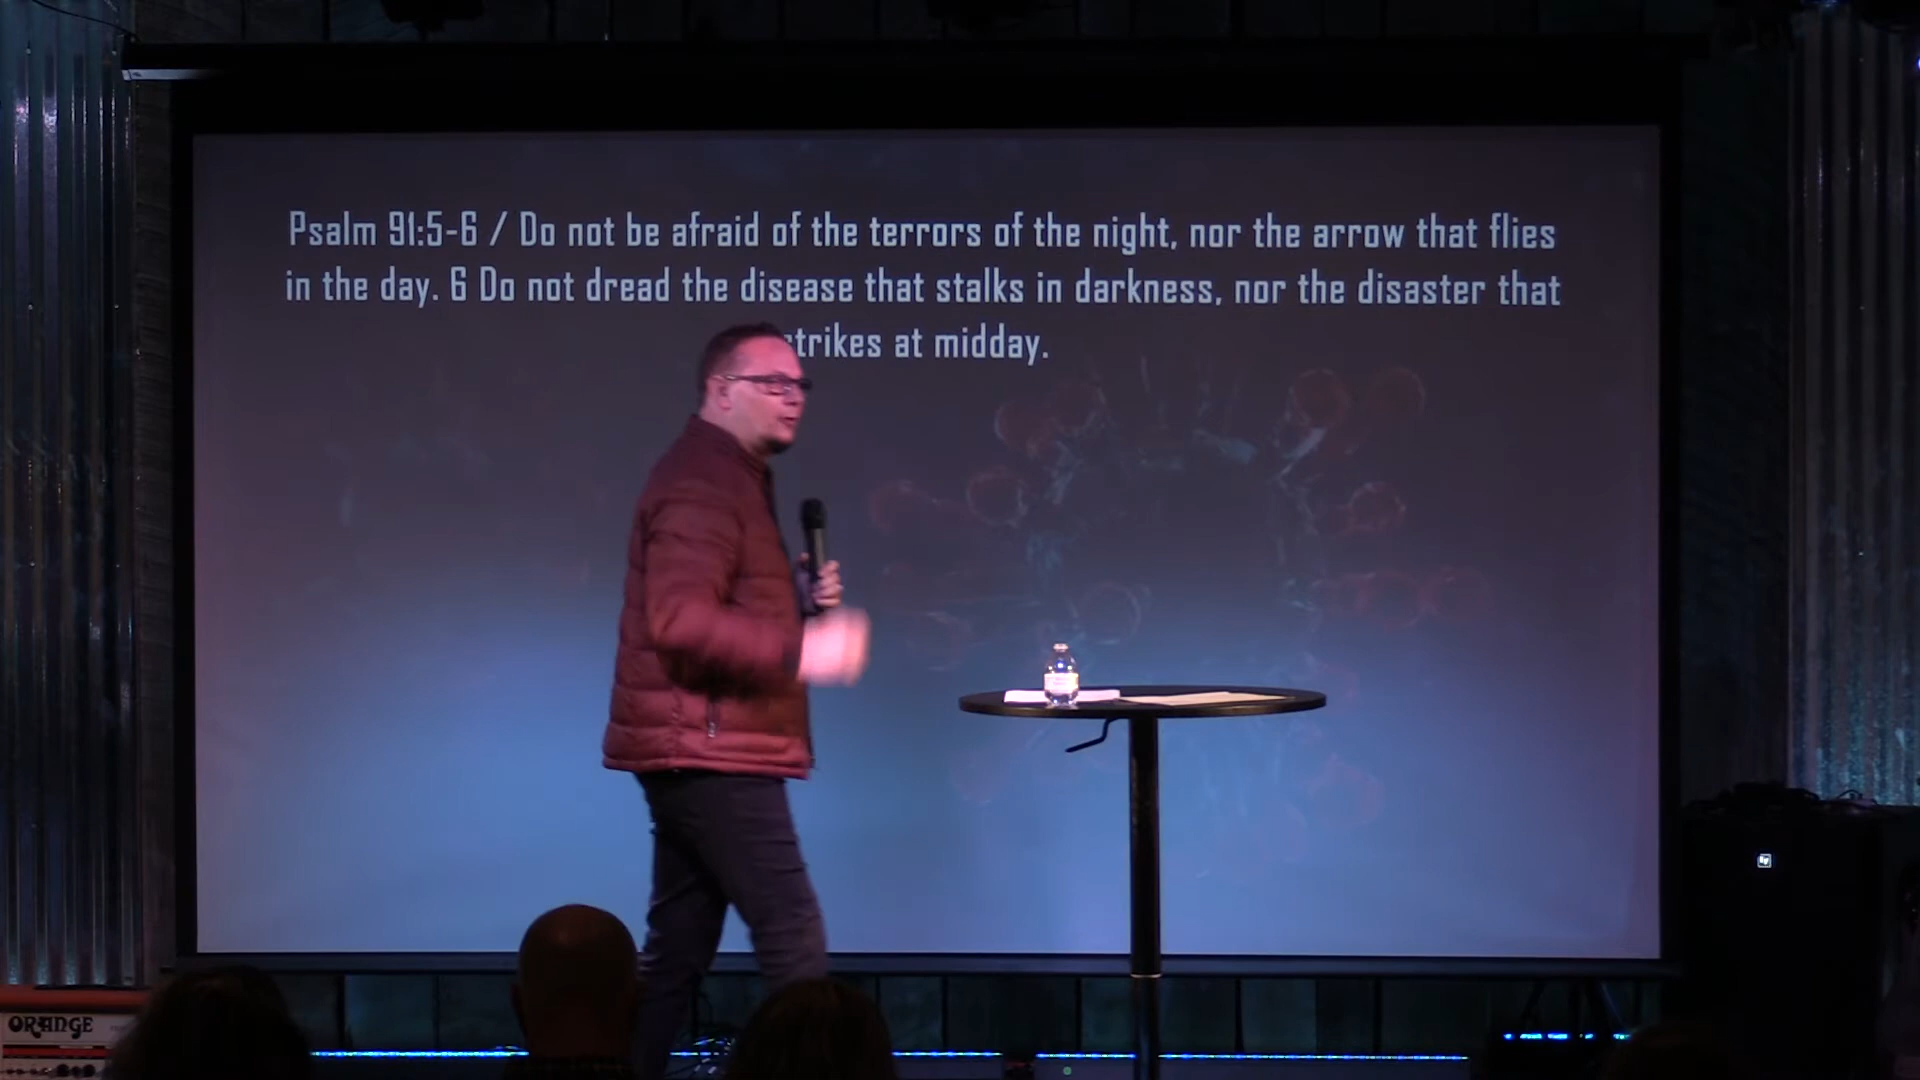 Psalm 91:5-6 / Do not be afraid of the terrors of the night, nor the arrow that flies
in the day. 6 Do not dread the disease that stalks in darkness, nor the disaster that
trikes at midday.
ORANGE